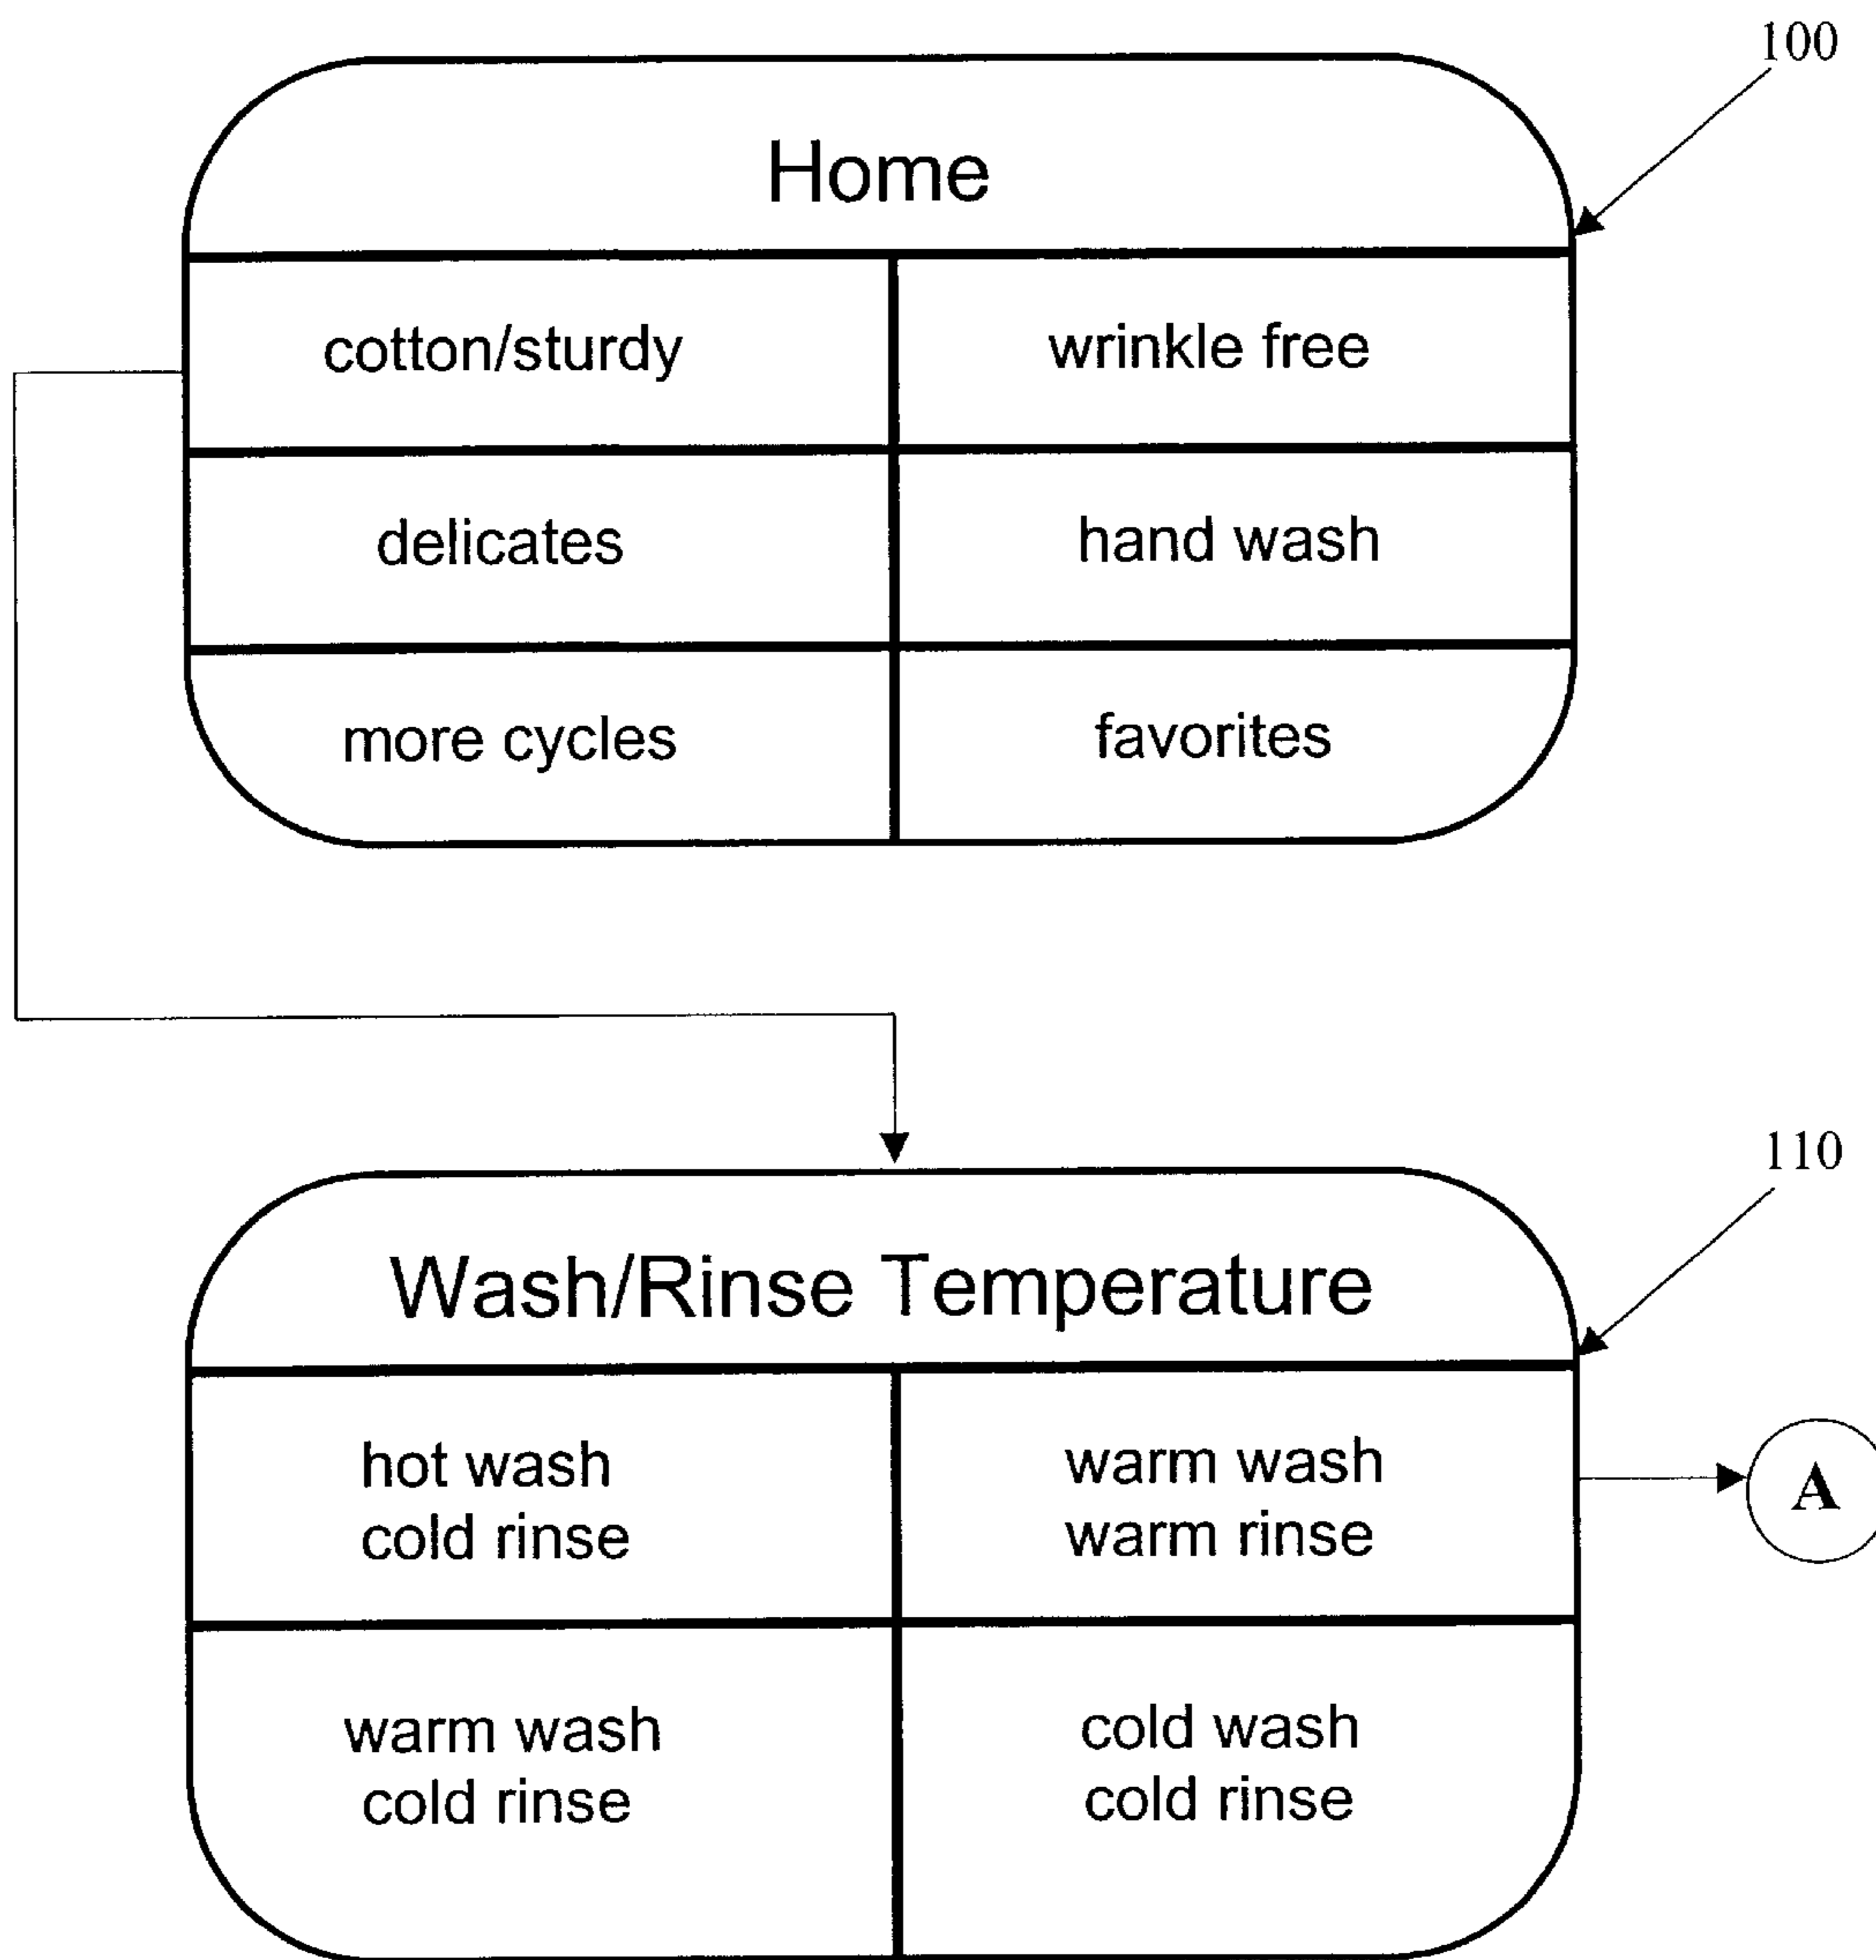 100
Home
cotton/sturdy
wrinkle free
delicates
hand wash
more cycles
favorites
110
Wash/Rinse Temperature
hot wash
cold rinse
warm wash
warm rinse
A
warm wash
cold rinse
cold wash
cold rinse